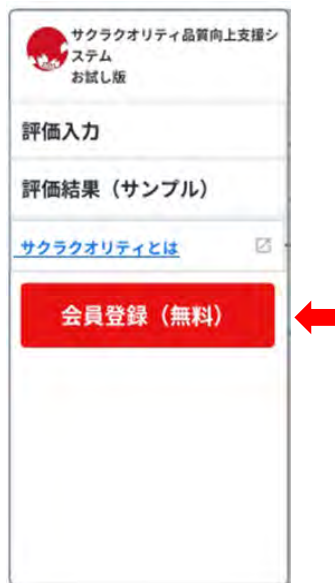 サクラクオリティ品質向上支援シ
ステム
お試し版
評価入力
評価結果（サンプル）
サクラクオリティとは
会員登録（無料）